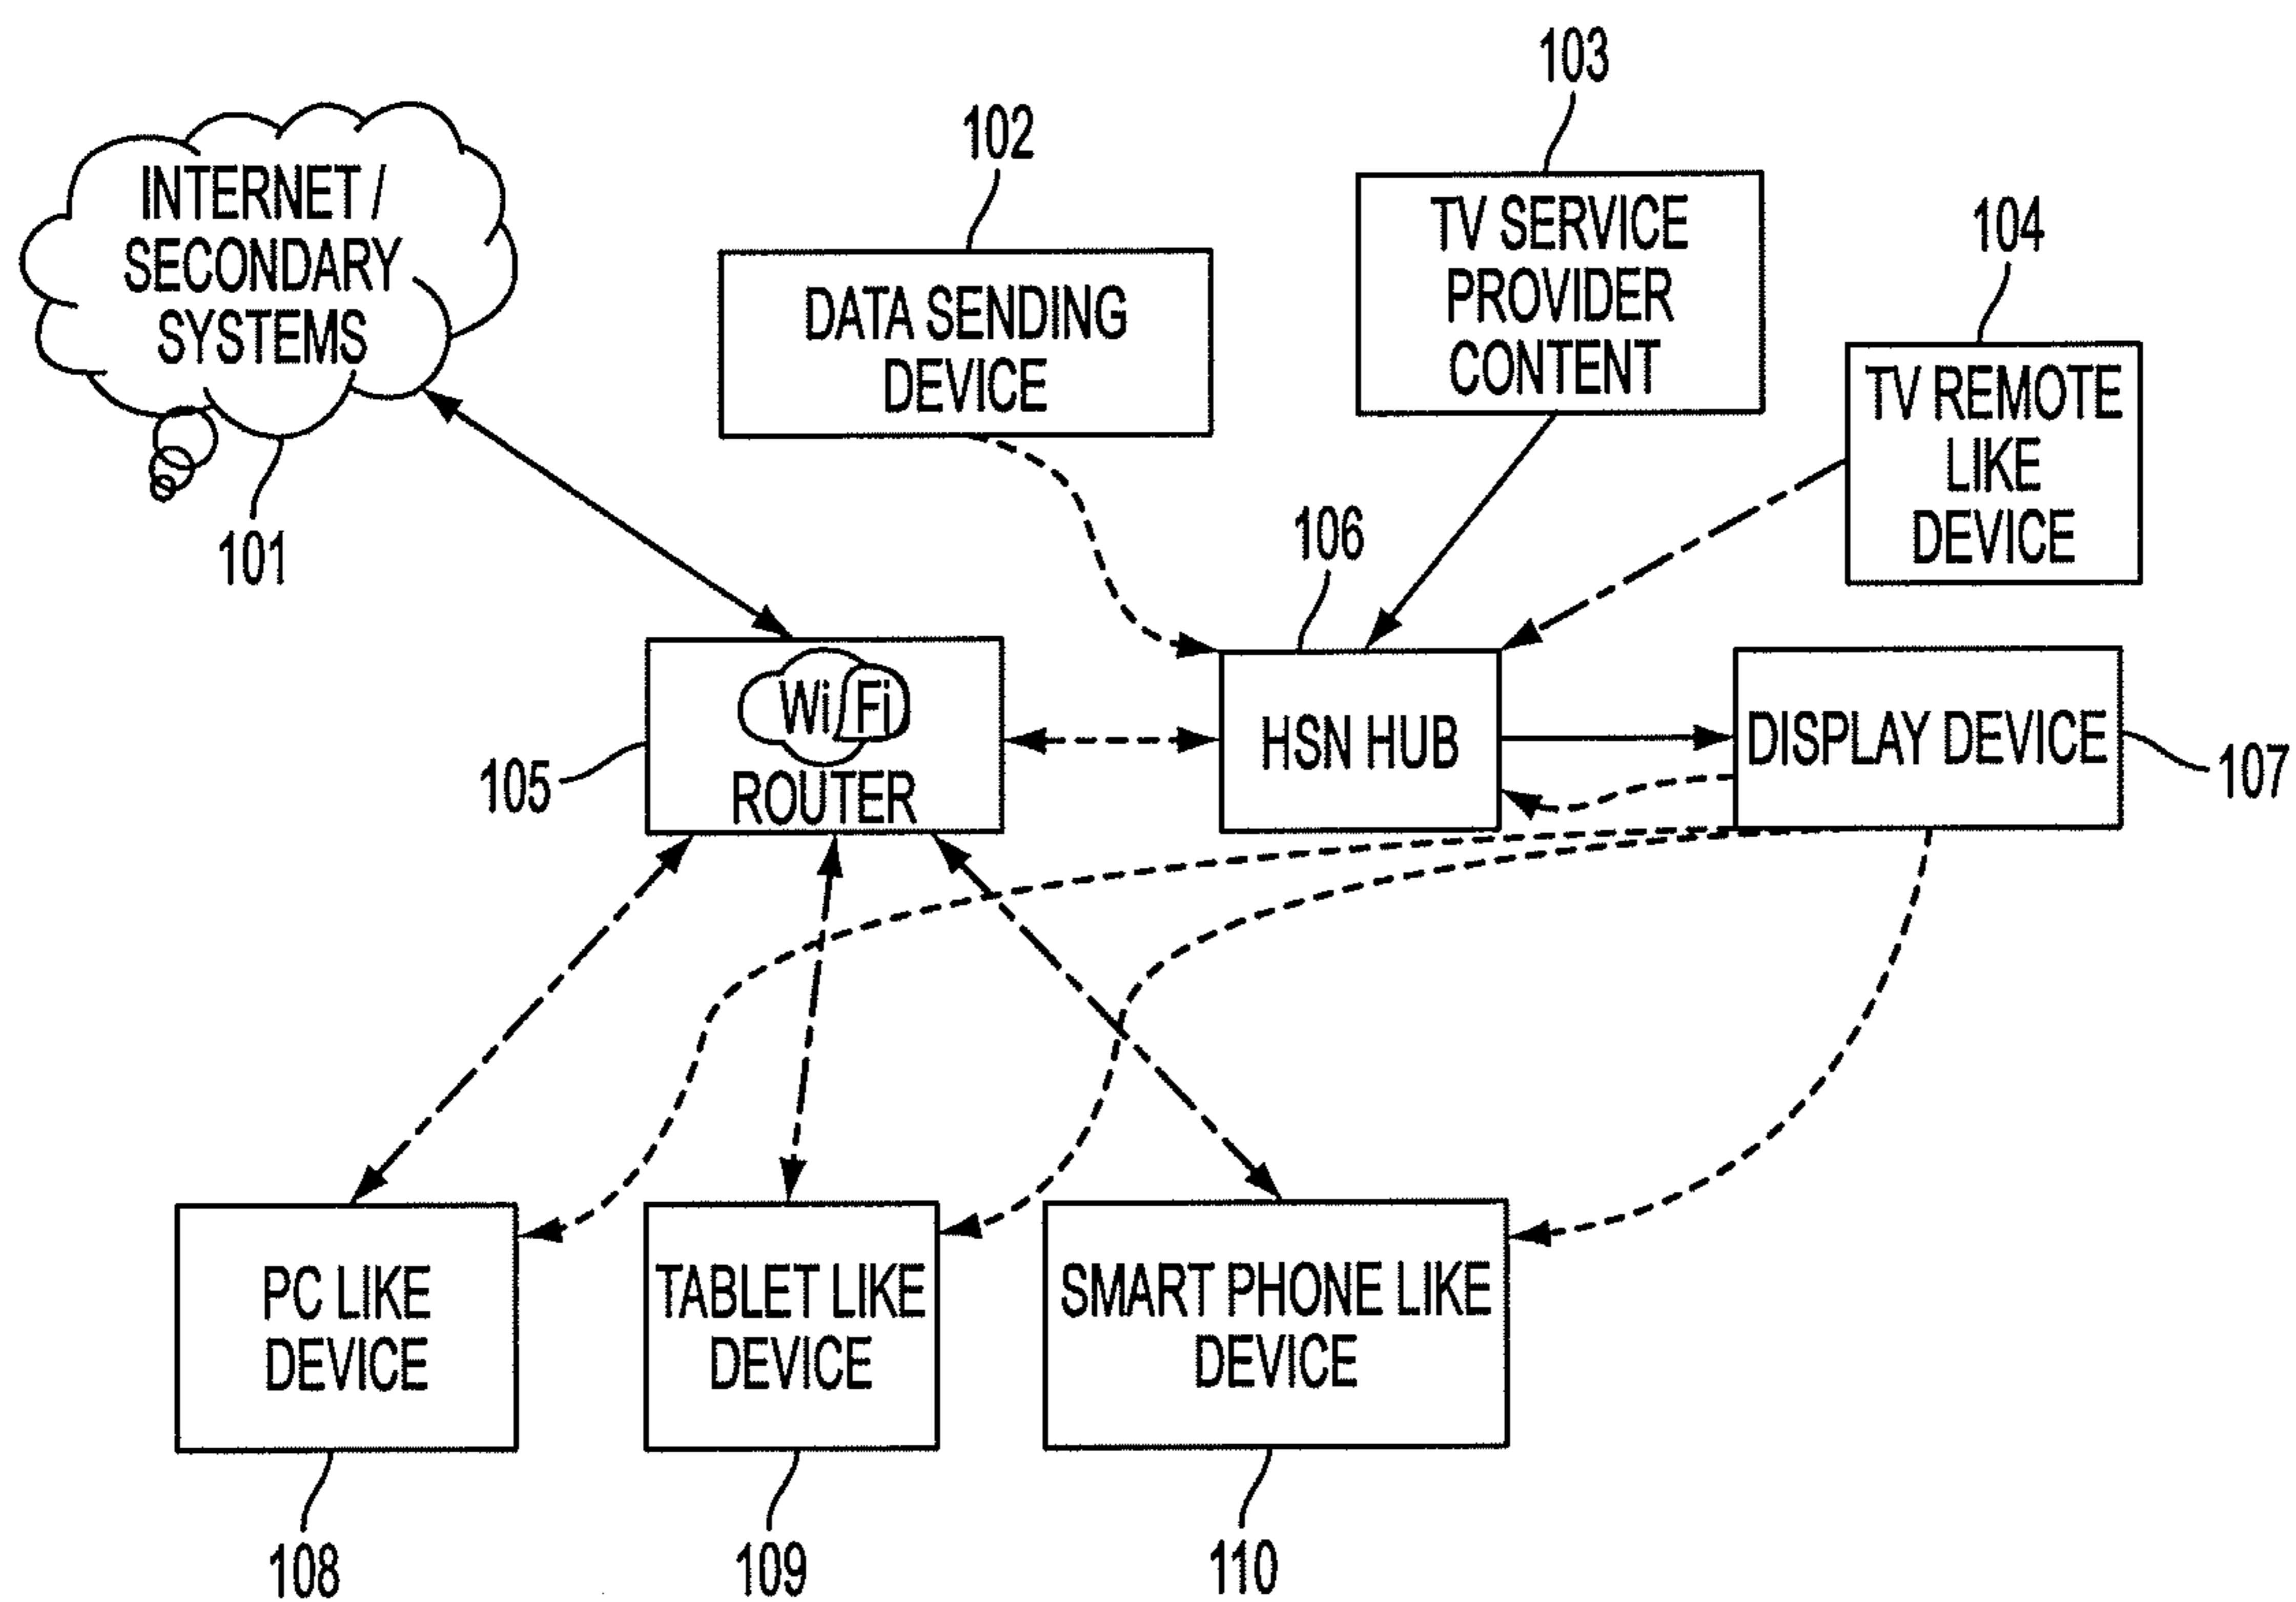 103
102
INTERNET /
SECONDARY
SYSTEMS
TV SERVICE
PROVIDER
CONTENT
104
DATA SENDING
DEVICE
TV REMOTE
LIKE
DEVICE
101
106
WiFi
ROUTER
105
HSN HUB
DISPLAY DEVICE
107
PC LIKE
DEVICE
TABLET LIKE
DEVICE
SMART PHONE LIKE
DEVICE
108
109
110